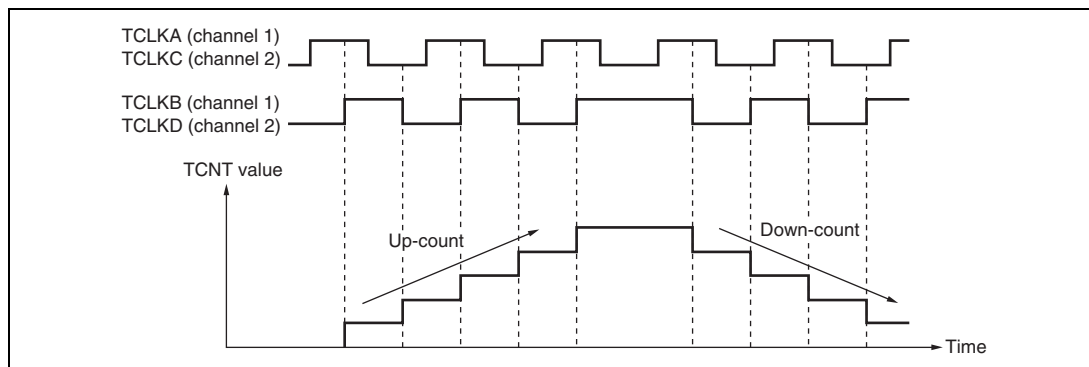 TCLKA (channel 1)
TCLKC (channel 2)
TCLKB (channel 1)
TCLKD (channel 2)
TCNT value
Up-count
Down-count
Time